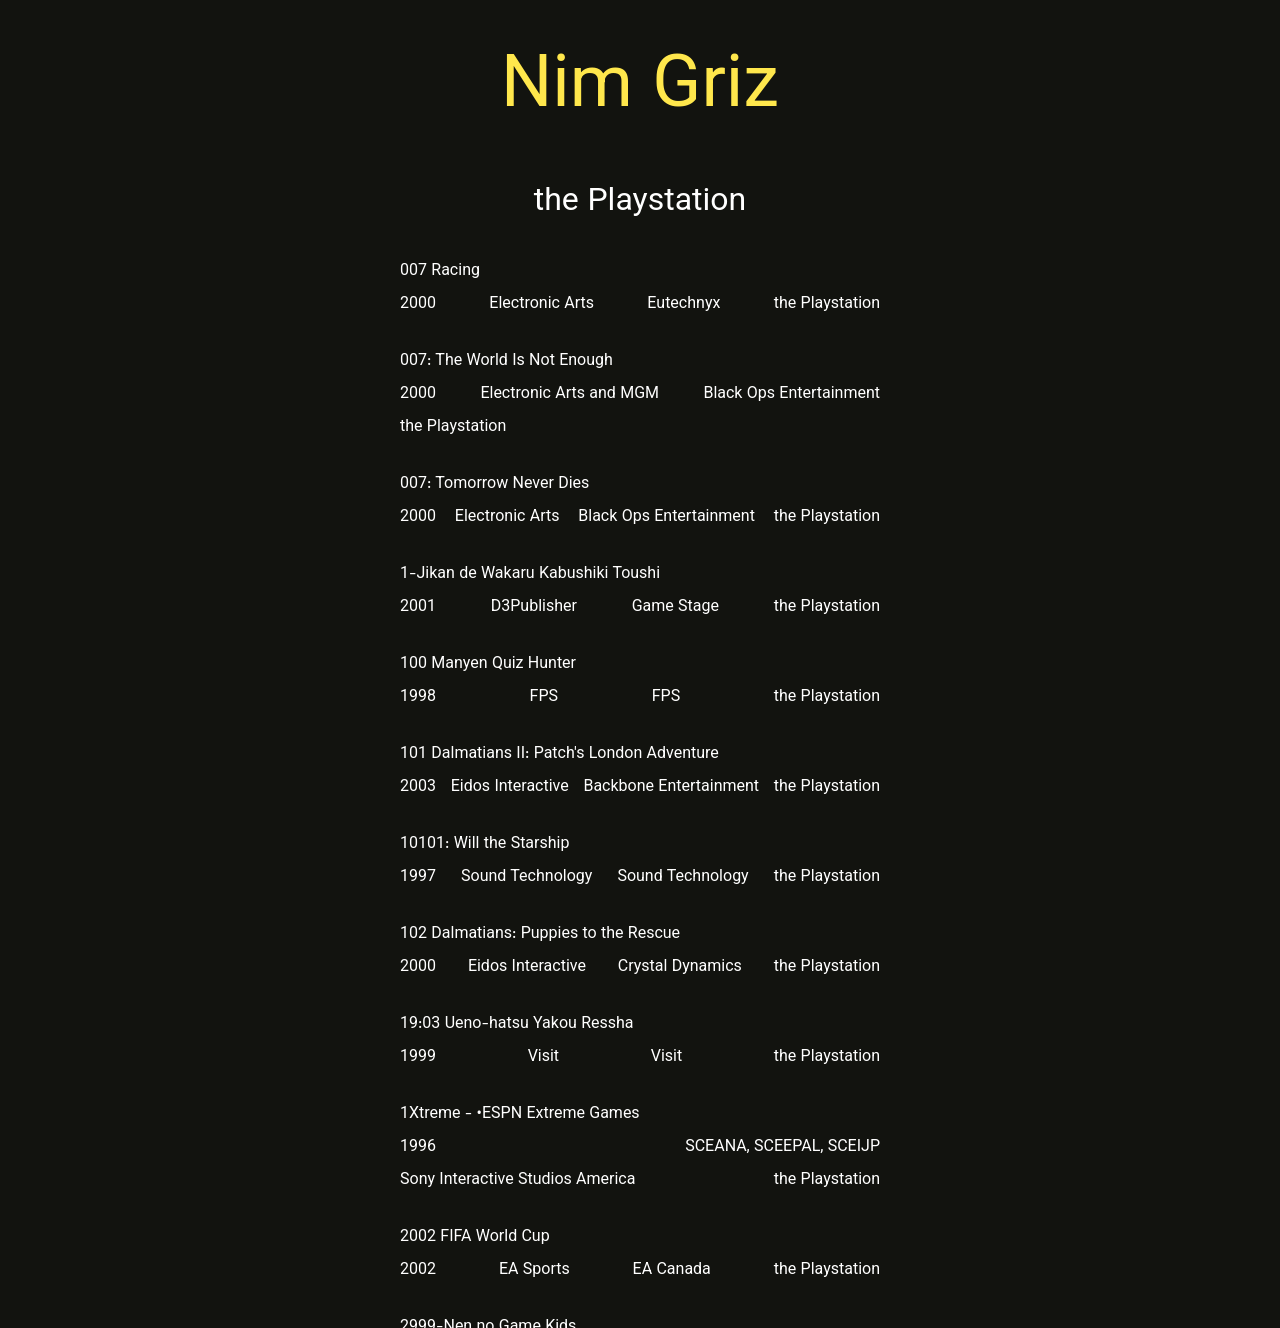 Nim Griz
the Playstation
007 Racing
2000 Electronic Arts Eutechnyx the Playstation
007: The World Is Not Enough
2000 Electronic Arts and MGM Black Ops Entertainment
the Playstation
007: Tomorrow Never Dies
2000 Electronic Arts Black Ops Entertainment the Playstation
1-Jikan de Wakaru Kabushiki Toushi
2001 D3Publisher Game Stage the Playstation
100 Manyen Quiz Hunter
1998 FPS FPS the Playstation
101 Dalmatians II: Patch's London Adventure
2003 Eidos Interactive Backbone Entertainment the Playstation
10101: Will the Starship
1997 Sound Technology Sound Technology the Playstation
102 Dalmatians: Puppies to the Rescue
2000 Eidos Interactive Crystal Dynamics the Playstation
19:03 Ueno-hatsu Yakou Ressha
1999 Visit Visit the Playstation
1Xtreme - •ESPN Extreme Games
1996 SCEANA, SCEEPAL, SCEIJP
Sony Interactive Studios America the Playstation
2002 FIFA World Cup
2002 EA Sports EA Canada the Playstation
2999-Nen no Game Kids